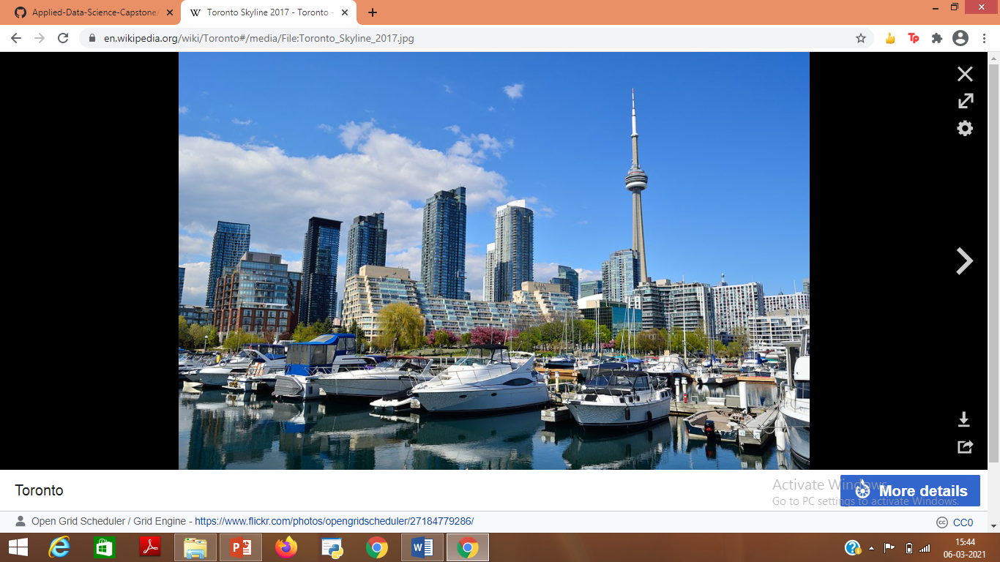 Applied-Data-Science-Capstone/
Toronto Skyline 2017 - Toronto -
en.wikipedia.org/wiki/Toronto#/media/File:Toronto_Skyline_2017.jpg
Toronto
Activate Windows
More details
Go to PC settings to activate Windows.
Open Grid Scheduler / Grid Engine - https://www.flickr.com/photos/opengridscheduler/27184779286/
CC0
15:44
06-03-2021